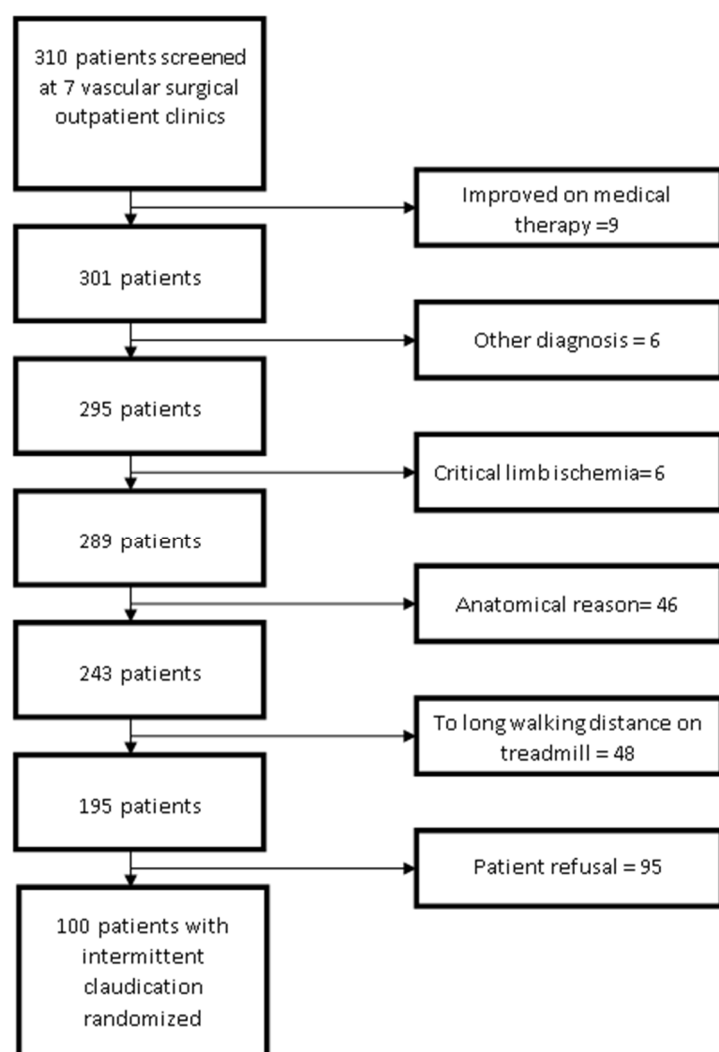 310 patients screened
at 7 vascular surgical
outpatient clinics
Improved on medical
therapy =9
301 patients
Other diagnosis = 6
295 patients
Critical limb ischemia= 6
289 patients
Anatomical reason= 46
243 patients
To long walking distance on
treadmill = 48
195 patients
Patient refusal = 95
100 patients with
intermittent
claudication
randomized